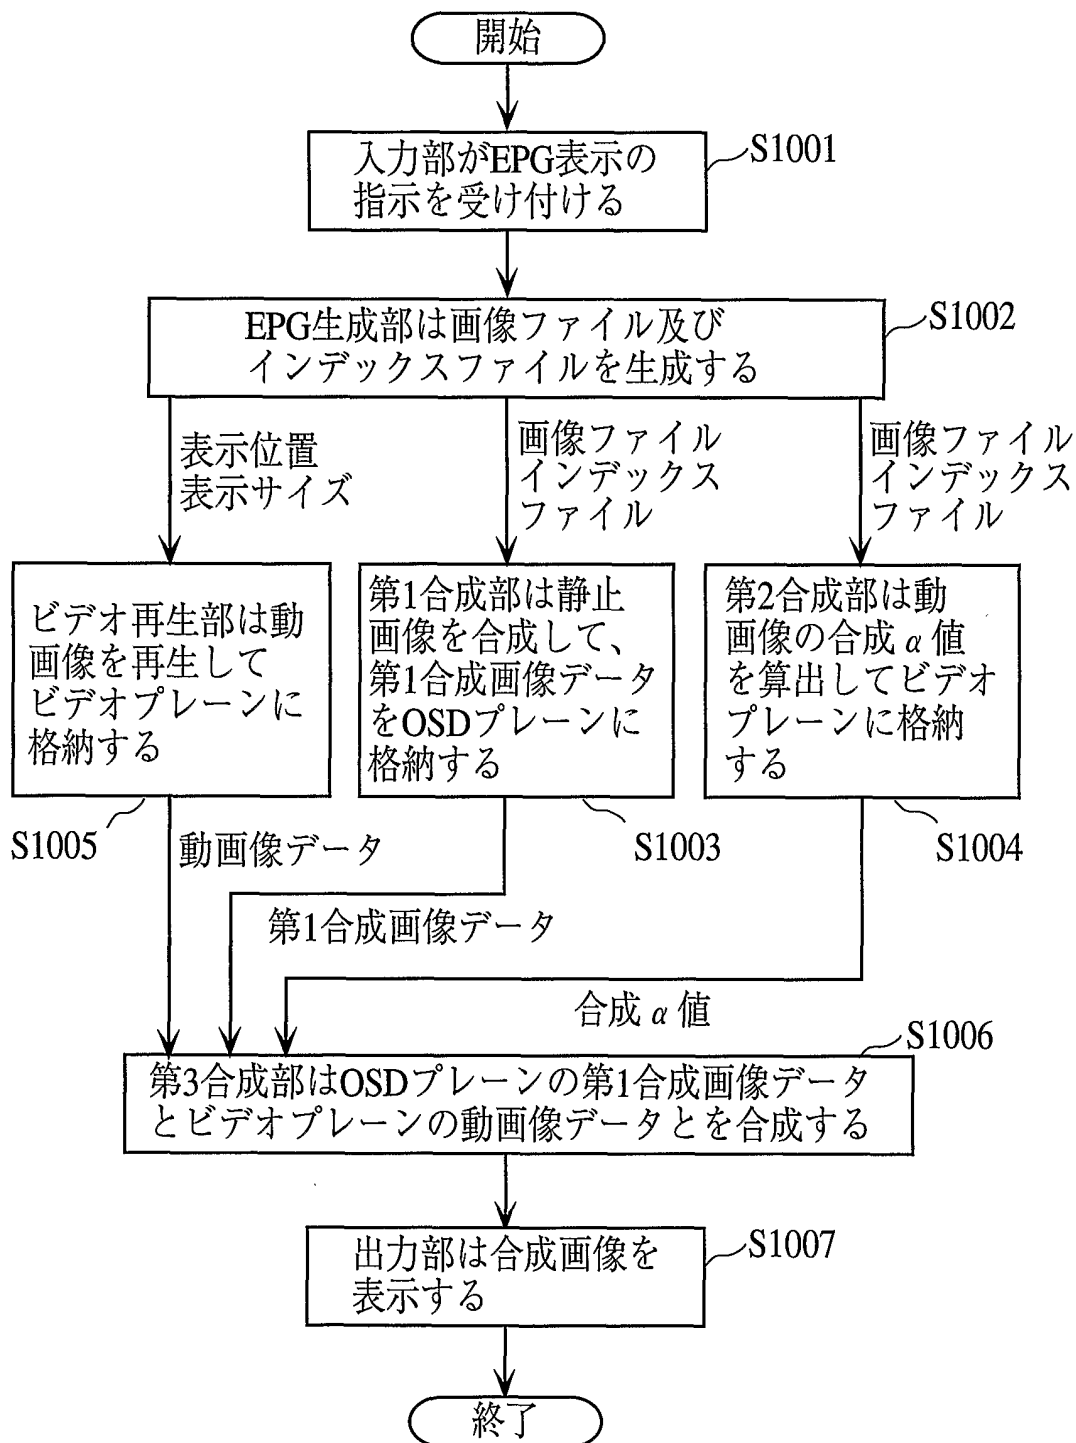 開始
入力部がEPG表示の
指示を受け付ける
S1001
EPG生成部は画像ファイル及び
インデックスファイルを生成する
S1002
表示位置
表示サイズ
画像ファイル
インデックス
ファイル
画像ファイル
インデックス
ファイル
ビデオ再生部は動
画像を再生して
ビデオプレーンに
格納する
S1005
第1合成部は静止
画像を合成して、
第1合成画像データ
をOSDプレーンに
格納する
S1003
第2合成部は動
画像の合成α値
を算出してビデオ
プレーンに格納
する
S1004
動画像データ
第1合成画像データ
合成α値
S1006
第3合成部はOSDプレーンの第1合成画像データ
とビデオプレーンの動画像データとを合成する
出力部は合成画像を
表示する
S1007
終了